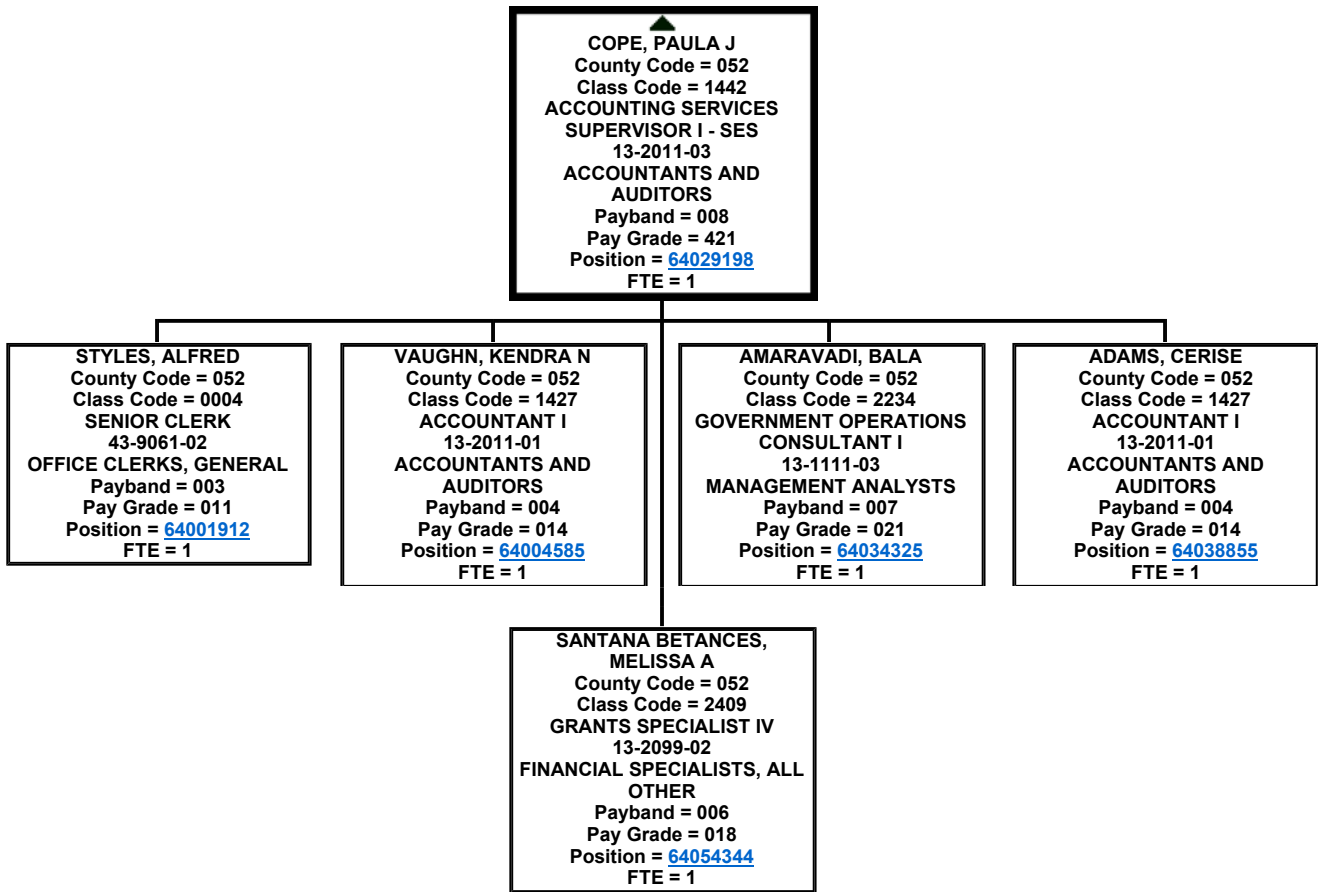 COPE, PAULA J
County Code = 052
Class Code = 1442
ACCOUNTING SERVICES
SUPERVISOR I - SES
13-2011-03
ACCOUNTANTS AND
AUDITORS
Payband = 008
Pay Grade = 421
Position = 64029198
FTE = 1
STYLES, ALFRED
County Code = 052
Class Code = 0004
SENIOR CLERK
43-9061-02
OFFICE CLERKS, GENERAL
Payband = 003
Pay Grade = 011
Position = 64001912
FTE = 1
VAUGHN, KENDRA N
County Code = 052
Class Code = 1427
ACCOUNTANT I
13-2011-01
ACCOUNTANTS AND
AUDITORS
Payband = 004
Pay Grade = 014
Position = 64004585
FTE = 1
AMARAVADI, BALA
County Code = 052
Class Code = 2234
GOVERNMENT OPERATIONS
CONSULTANT I
13-1111-03
MANAGEMENT ANALYSTS
Payband = 007
Pay Grade = 021
Position = 64034325
FTE = 1
ADAMS, CERISE
County Code = 052
Class Code = 1427
ACCOUNTANT I
13-2011-01
ACCOUNTANTS AND
AUDITORS
Payband = 004
Pay Grade = 014
Position = 64038855
FTE = 1
SANTANA BETANCES,
MELISSA A
County Code = 052
Class Code = 2409
GRANTS SPECIALIST IV
13-2099-02
FINANCIAL SPECIALISTS, ALL
OTHER
Payband = 006
Pay Grade = 018
Position = 64054344
FTE = 1